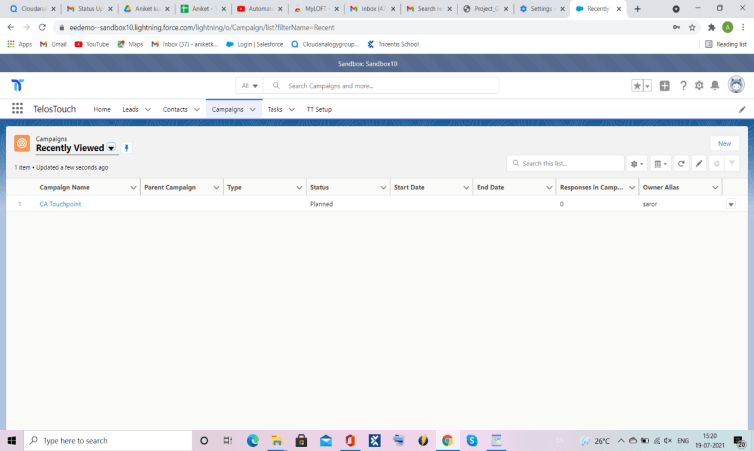 Cloudana
Status Up
Aniket ku
Aniket -
Automat
MyLOFT
Inbox (47
Search re
Project_C
Settings
Recently
eedemo--sandbox10.lightning.force.com/lightning/o/Campaign/list?filterName=Recent
Apps Gmail YouTube Maps Inbox (37) - aniketk... Login | Salesforce Cloudanalogygroup... Tricentis School Reading list
Sandbox: Sandbox10
All Search Campaigns and more...
TelosTouch Home Leads Contacts Campaigns Tasks TT Setup
Campaigns
Recently Viewed
New
1 item • Updated a few seconds ago
Search this list...
Campaign Name Parent Campaign Type Status Start Date End Date Responses in Camp... Owner Alias
1 CA Touchpoint Planned 0 saror
Type here to search
26°C ENG
15:20
19-07-2021
20